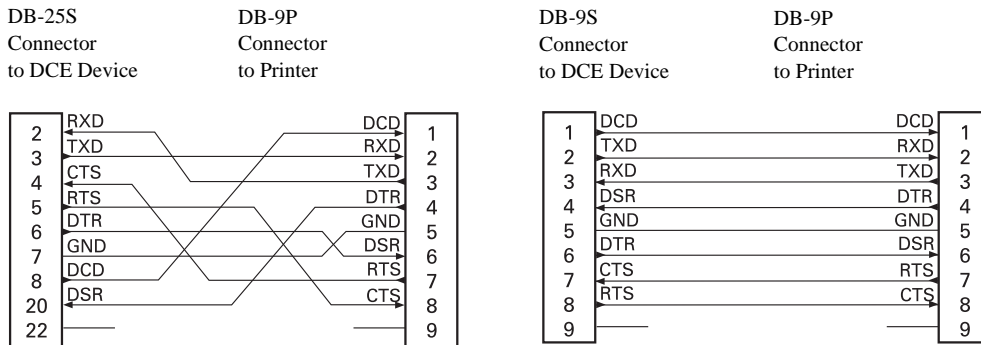 DB-25S
Connector
to DCE Device
DB-9P
Connector
to Printer
2 RXD DCD 1
3 TXD RXD 2
4 CTS TXD 3
5 RTS DTR 4
6 DTR GND 5
7 GND DSR 6
8 DCD RTS 7
20 DSR CTS 8
22 9
DB-9S
Connector
to DCE Device
DB-9P
Connector
to Printer
1 DCD DCD 1
2 TXD RXD 2
3 RXD TXD 3
4 DSR DTR 4
5 GND GND 5
6 DTR DSR 6
7 CTS RTS 7
8 RTS CTS 8
9 9